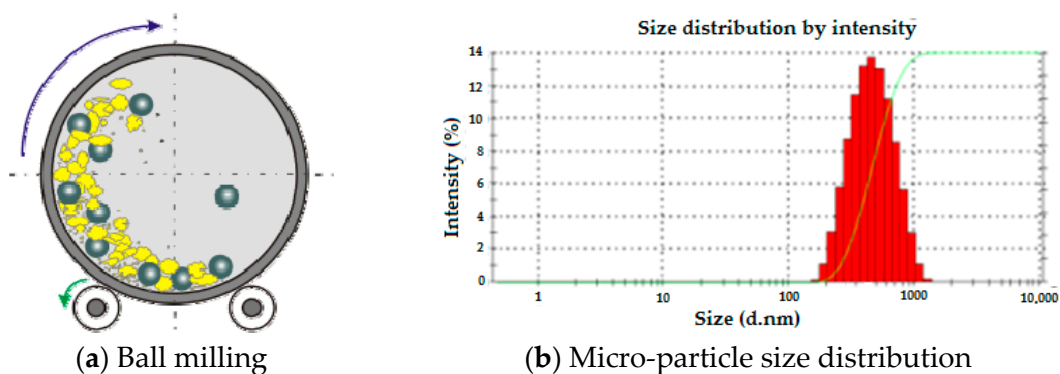 Size distribution by intensity
14
12
10
8
6
4
2
0
Intensity (%)
1
10
100
1000
10,000
Size (d.nm)
(a) Ball milling
(b) Micro-particle size distribution